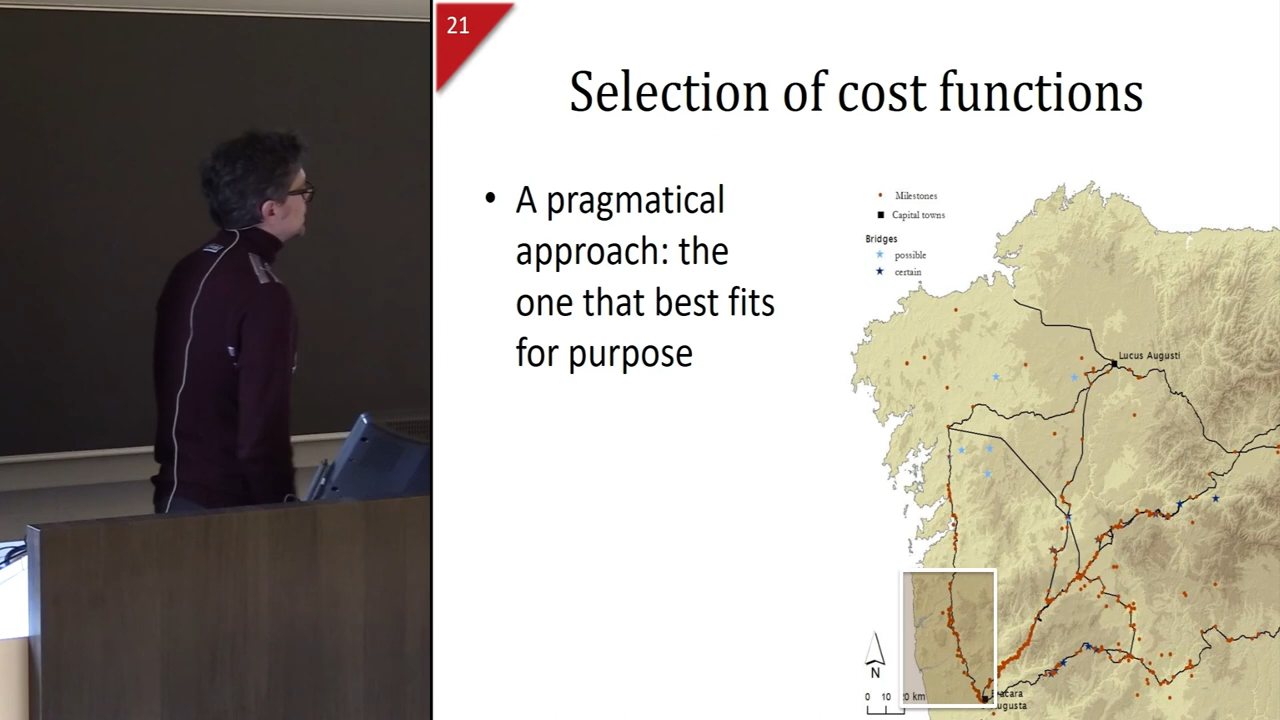 21
Selection of cost functions
• A pragmatical
approach: the
one that best fits
for purpose
Milestones
Capital towns
Bridges
possible
certain
Lucus Augusti
N
0 10 20 km
Bracara
Augusta